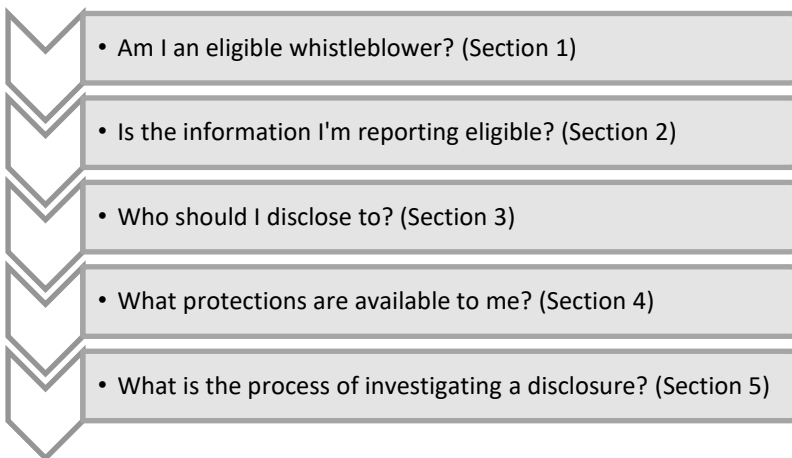 • Am I an eligible whistleblower? (Section 1)
• Is the information I'm reporting eligible? (Section 2)
• Who should I disclose to? (Section 3)
• What protections are available to me? (Section 4)
• What is the process of investigating a disclosure? (Section 5)